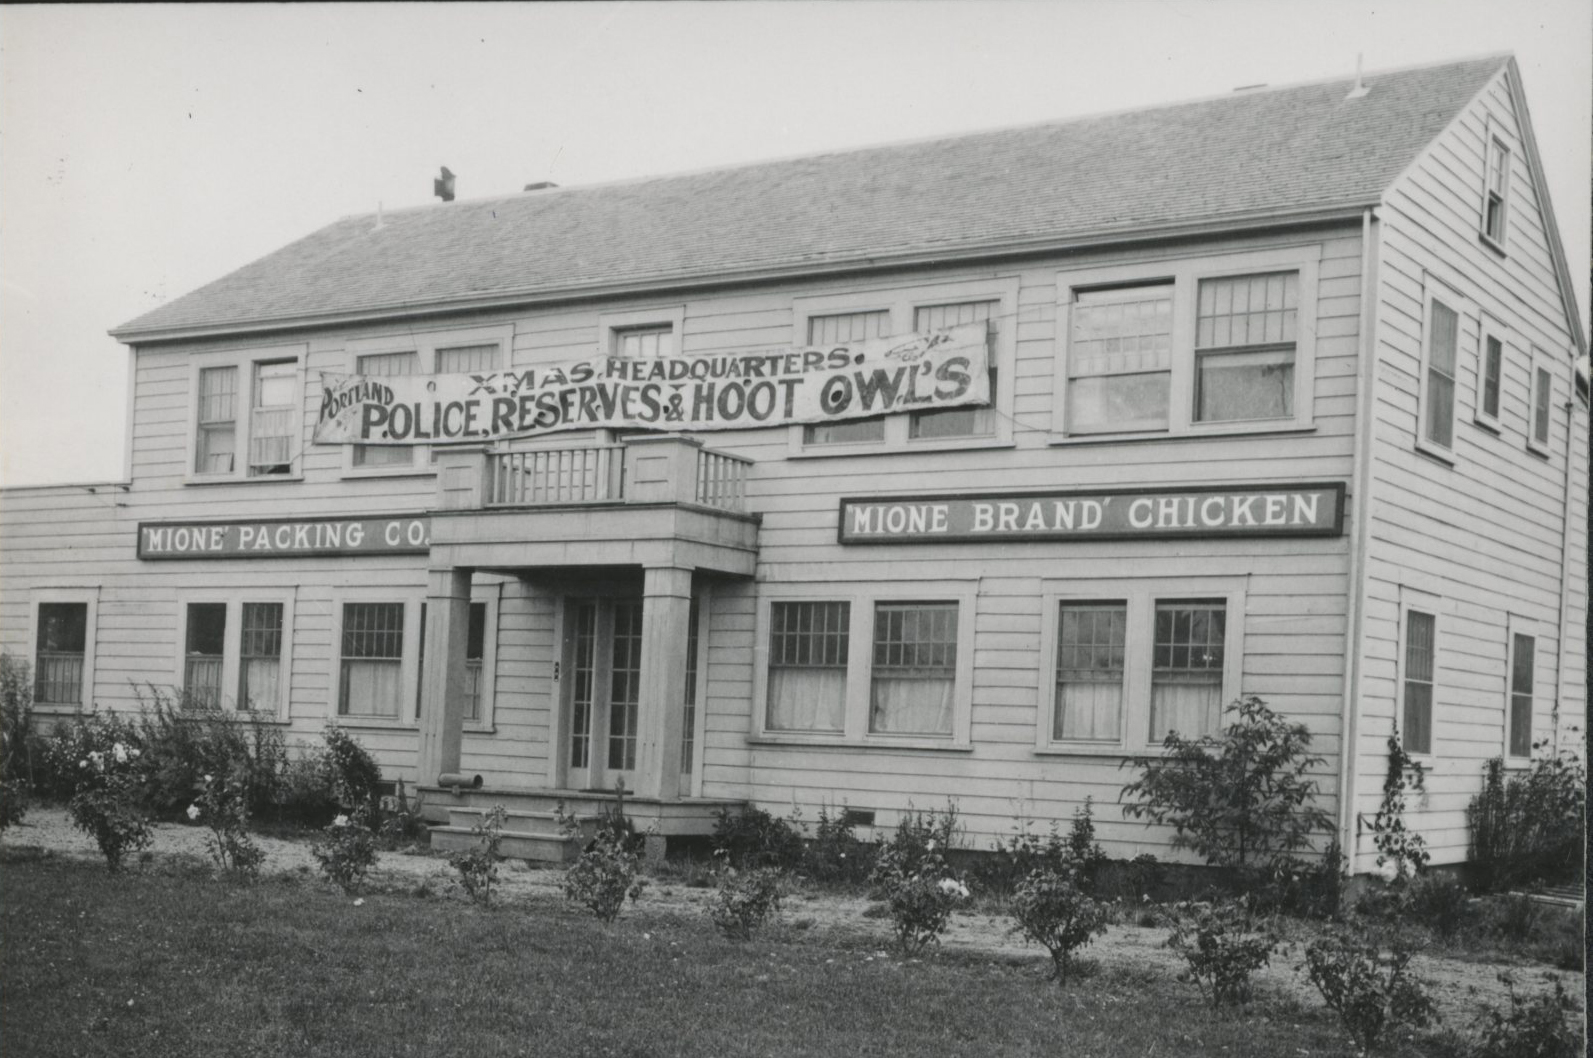 PORTLAND
XMAS. HEADQUARTERS.
POLICE, RESERVES & HOOT OWL'S
"MIONE" PACKING CO.
"MIONE BRAND" CHICKEN